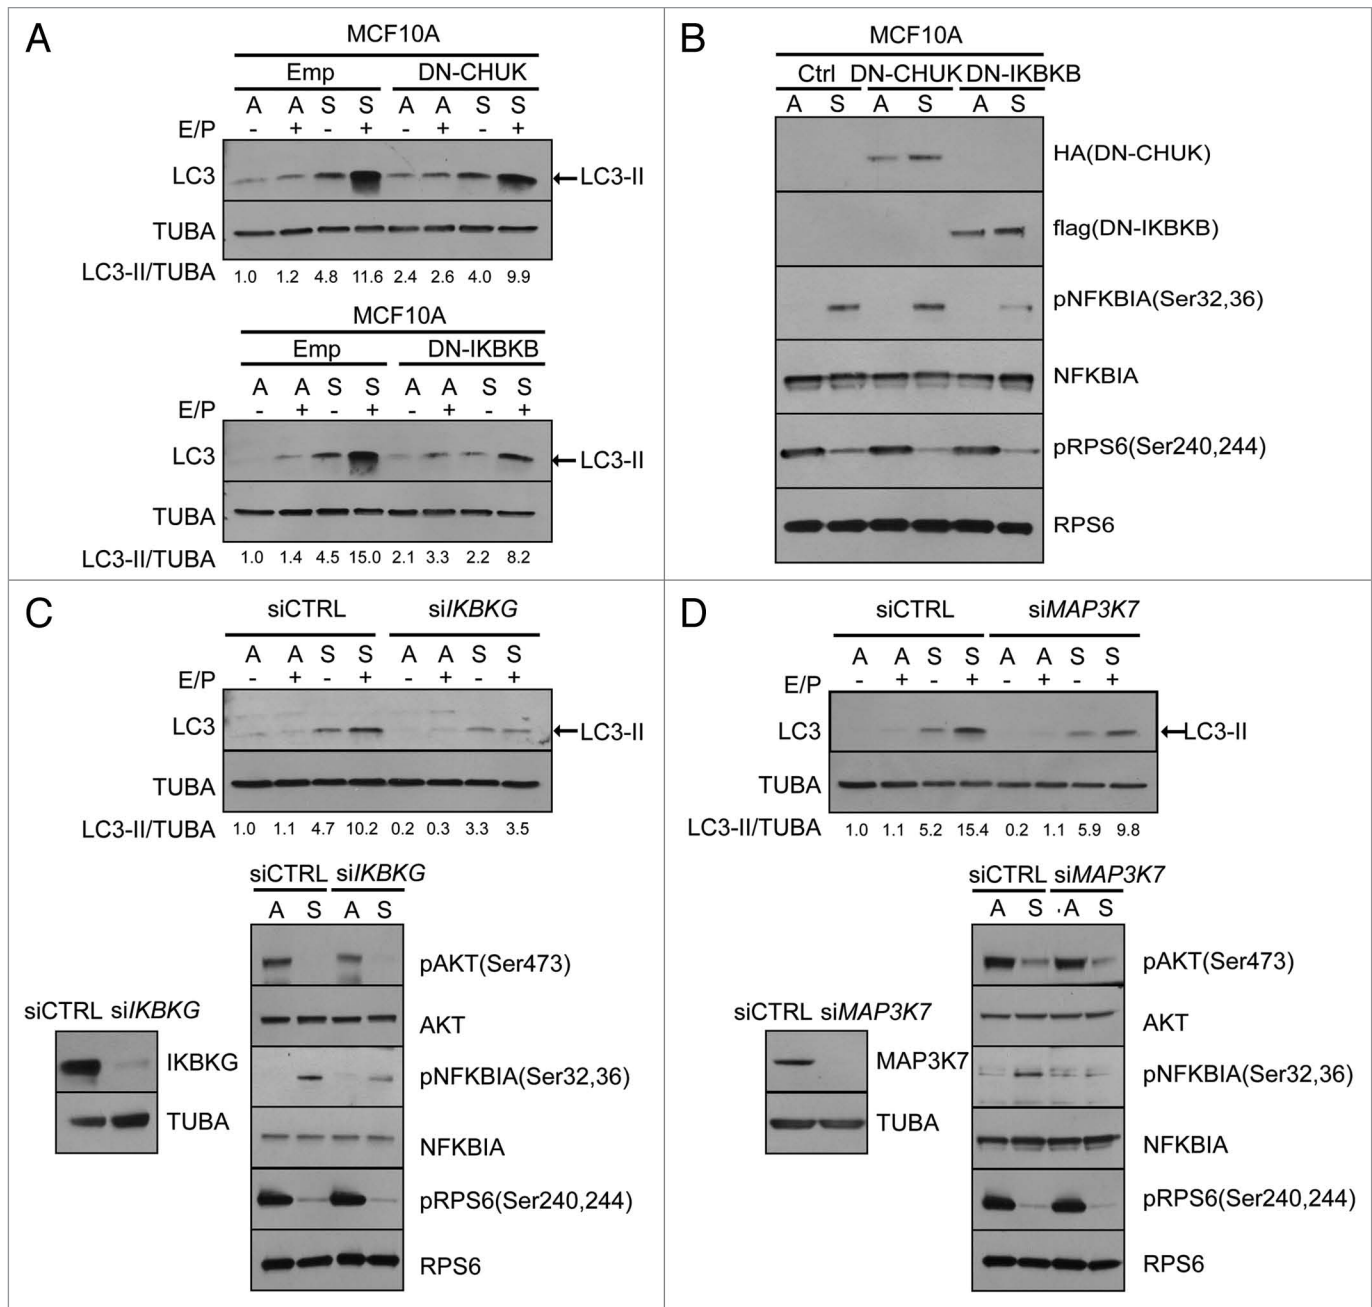 A
MCF10A
Emp DN-CHUK
A A S S A A S S
E/P - + - + - + - +
LC3 ←LC3-II
TUBA
LC3-II/TUBA 1.0 1.2 4.8 11.6 2.4 2.6 4.0 9.9
MCF10A
Emp DN-IKBKB
A A S S A A S S
E/P - + - + - + - +
LC3 ←LC3-II
TUBA
LC3-II/TUBA 1.0 1.4 4.5 15.0 2.1 3.3 2.2 8.2
B
MCF10A
Ctrl DN-CHUK DN-IKBKB
A S A S A S
HA(DN-CHUK)
flag(DN-IKBKB)
pNFKBIA(Ser32,36)
NFKBIA
pRPS6(Ser240,244)
RPS6
C
siCTRL siIKBKG
A A S S A A S S
E/P - + - + - + - +
LC3 ←LC3-II
TUBA
LC3-II/TUBA 1.0 1.1 4.7 10.2 0.2 0.3 3.3 3.5
siCTRL siIKBKG
IKBKG
TUBA
siCTRL siIKBKG
A S A S
pAKT(Ser473)
AKT
pNFKBIA(Ser32,36)
NFKBIA
pRPS6(Ser240,244)
RPS6
D
siCTRL siMAP3K7
A A S S A A S S
E/P - + - + - + - +
LC3 ←LC3-II
TUBA
LC3-II/TUBA 1.0 1.1 5.2 15.4 0.2 1.1 5.9 9.8
siCTRL siMAP3K7
MAP3K7
TUBA
siCTRL siMAP3K7
A S A S
pAKT(Ser473)
AKT
pNFKBIA(Ser32,36)
NFKBIA
pRPS6(Ser240,244)
RPS6